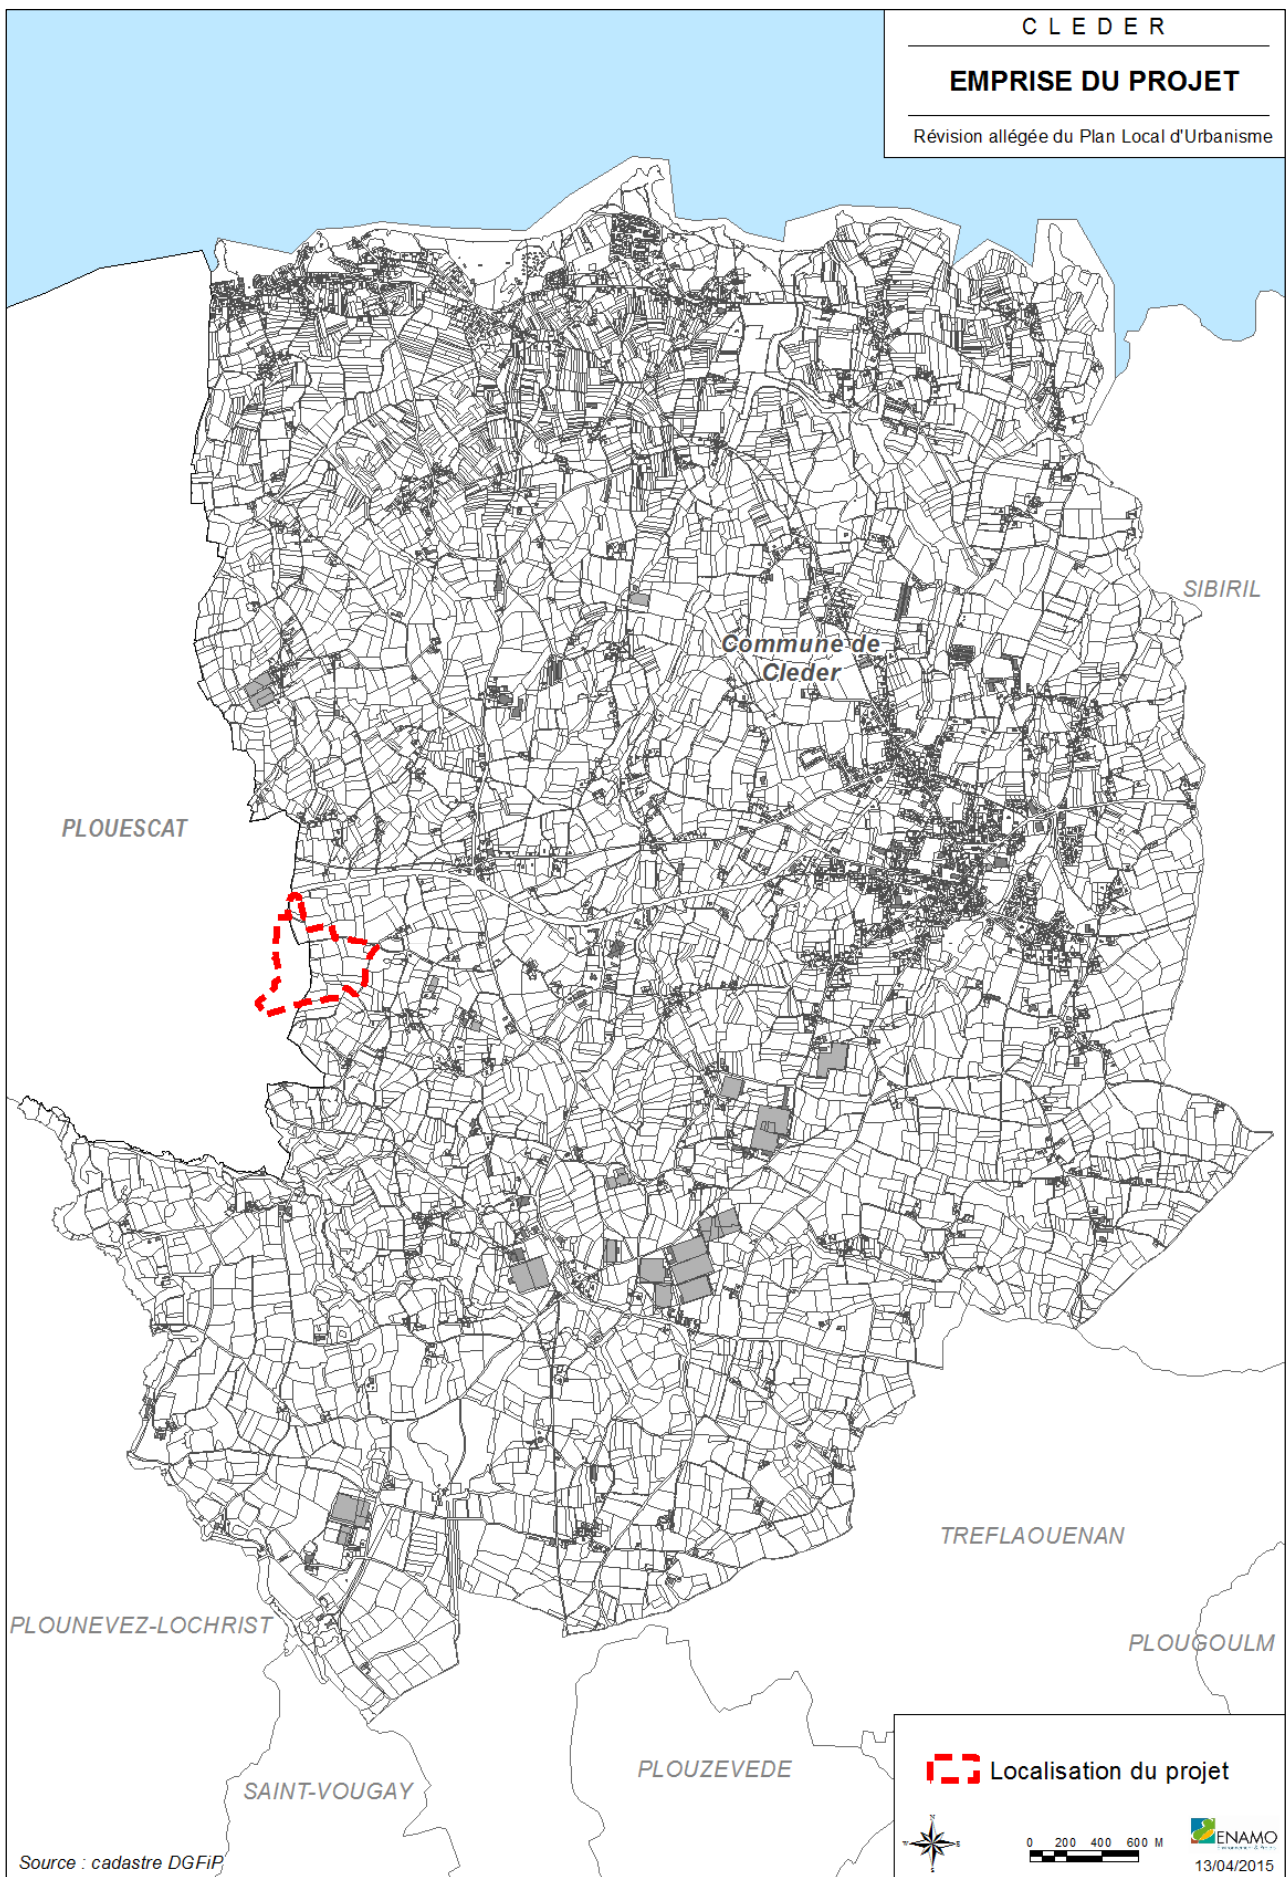 CLEDER
EMPRISE DU PROJET
Révision allégée du Plan Local d'Urbanisme
SIBIRIL
Commune de
Cleder
PLOUESCAT
TREFLAOUENAN
PLOUNEVEZ-LOCHRIST
PLOUGOULM
PLOUZEVEDE
SAINT-VOUGAY
Localisation du projet
N
W E
S
0 200 400 600 M
ENAMO
13/04/2015
Source : cadastre DGFiP